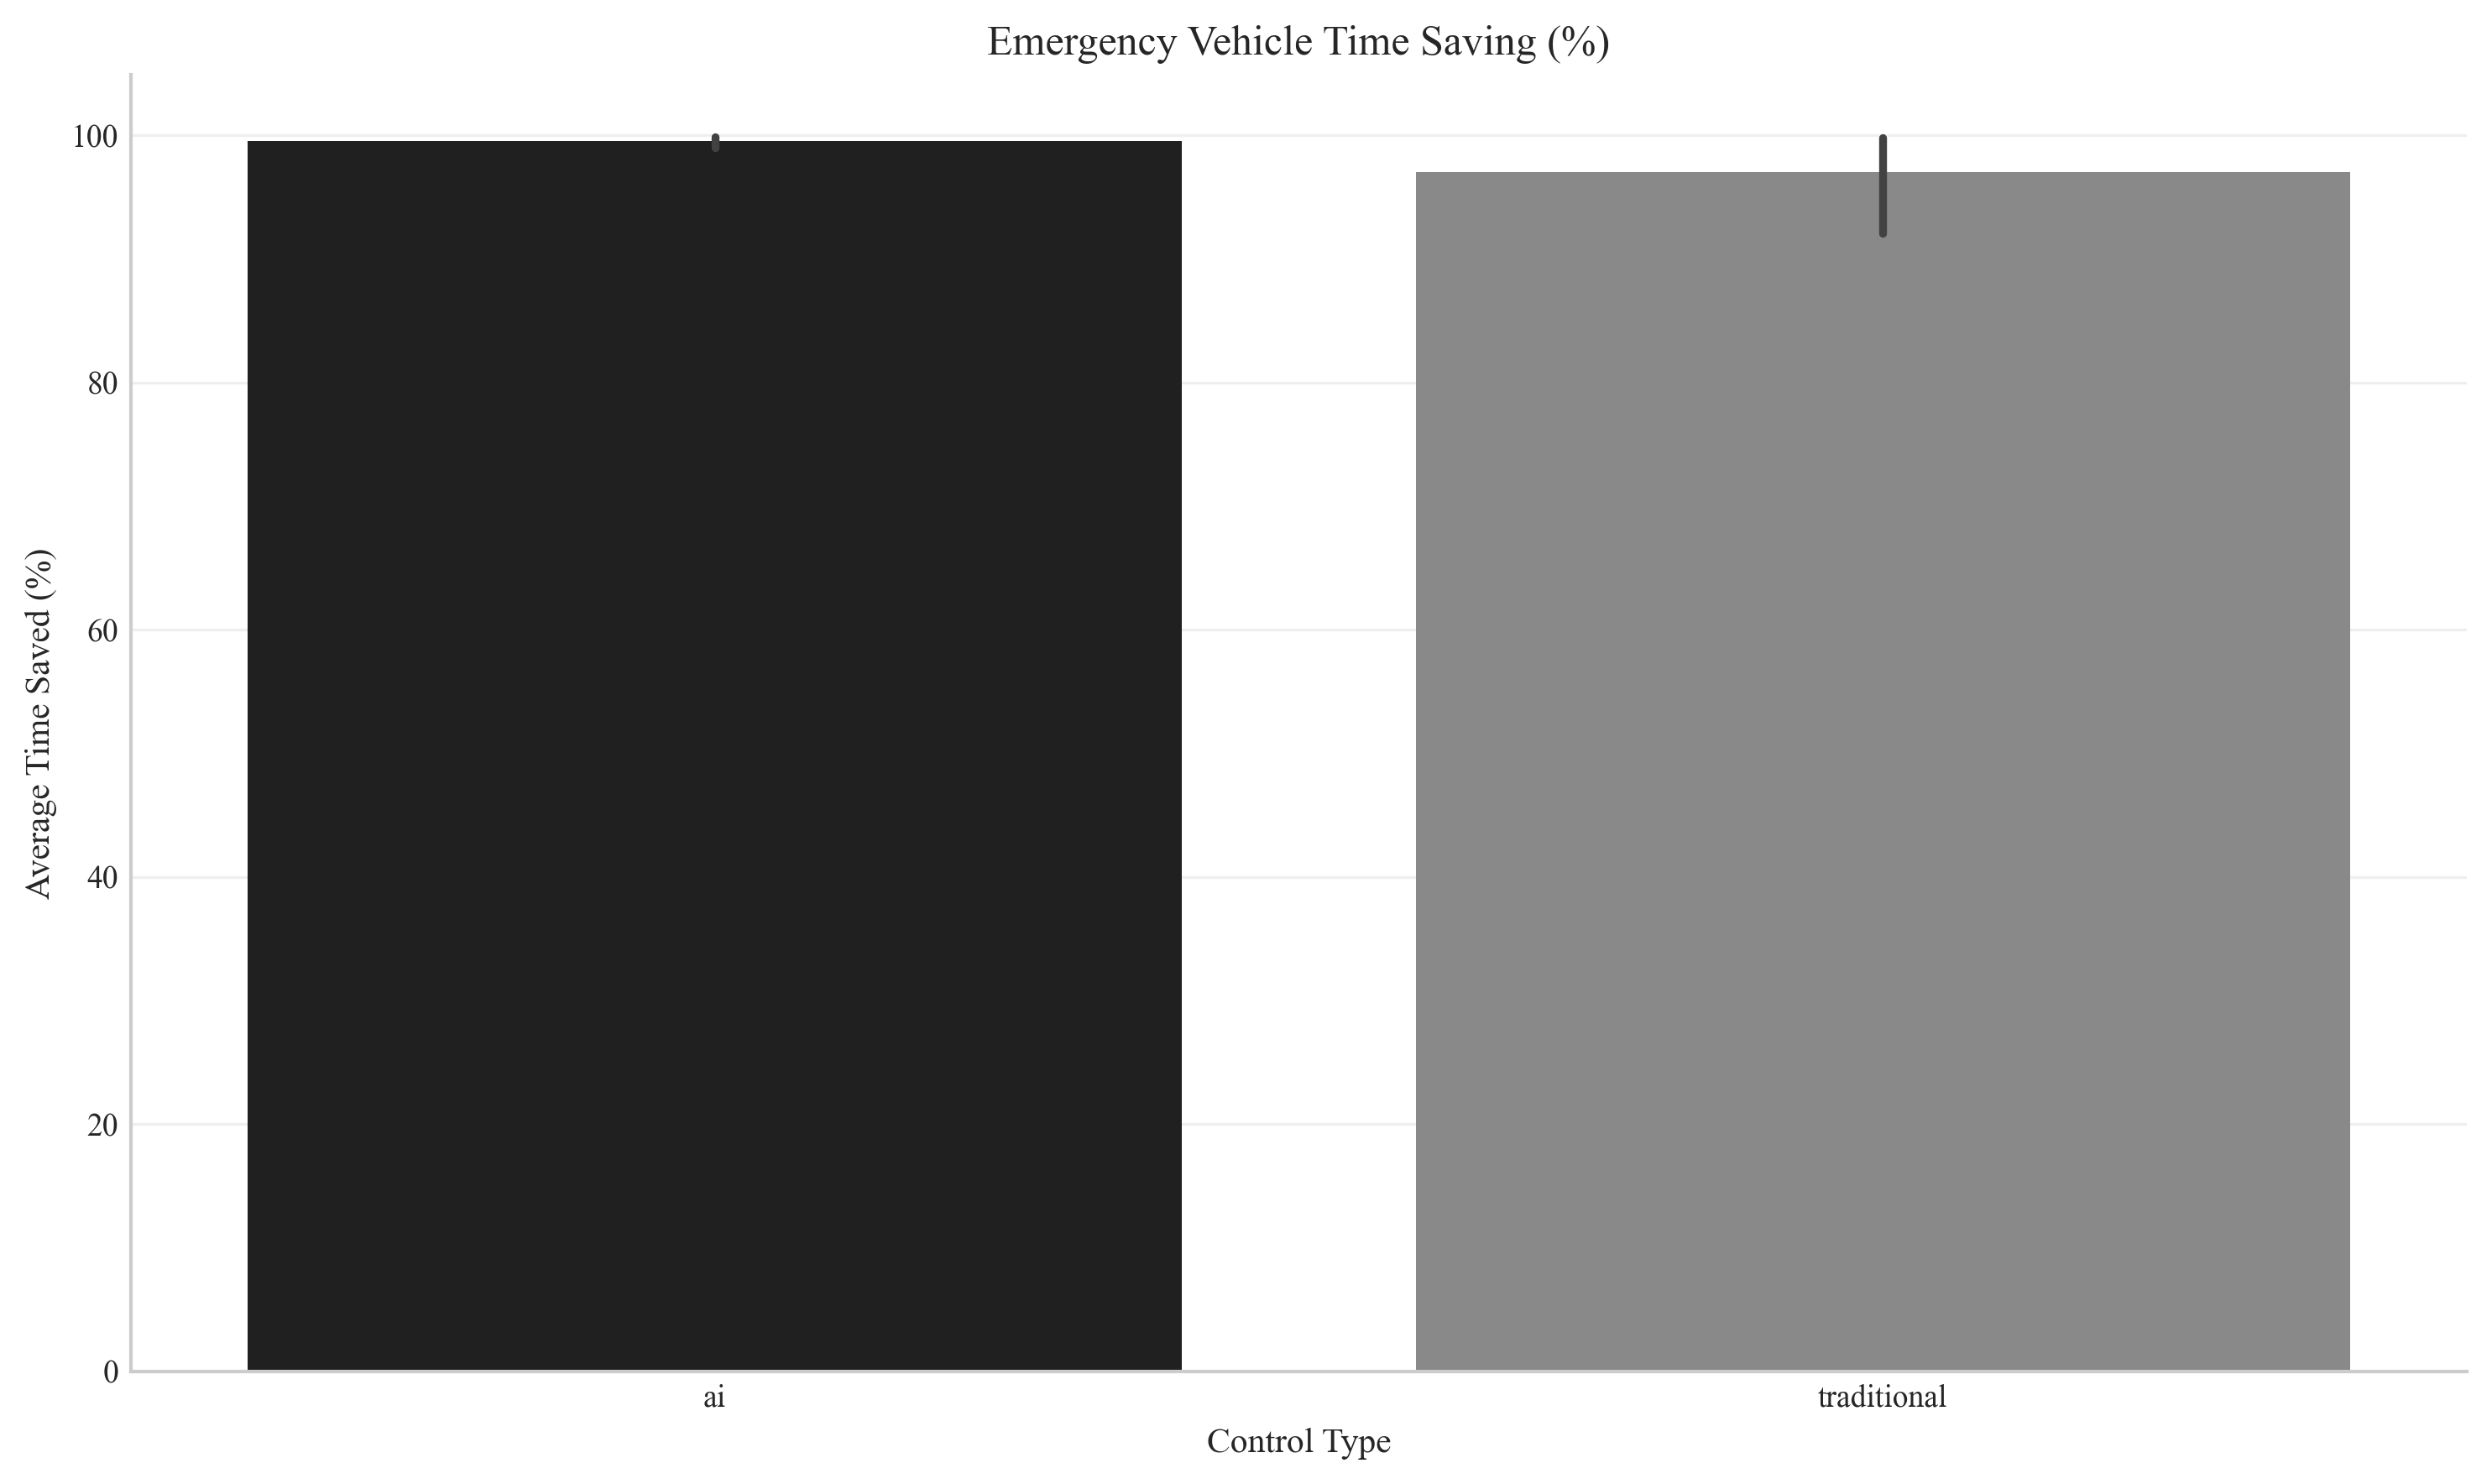 Emergency Vehicle Time Saving (%)
Average Time Saved (%)
100
80
60
40
20
0
ai
traditional
Control Type